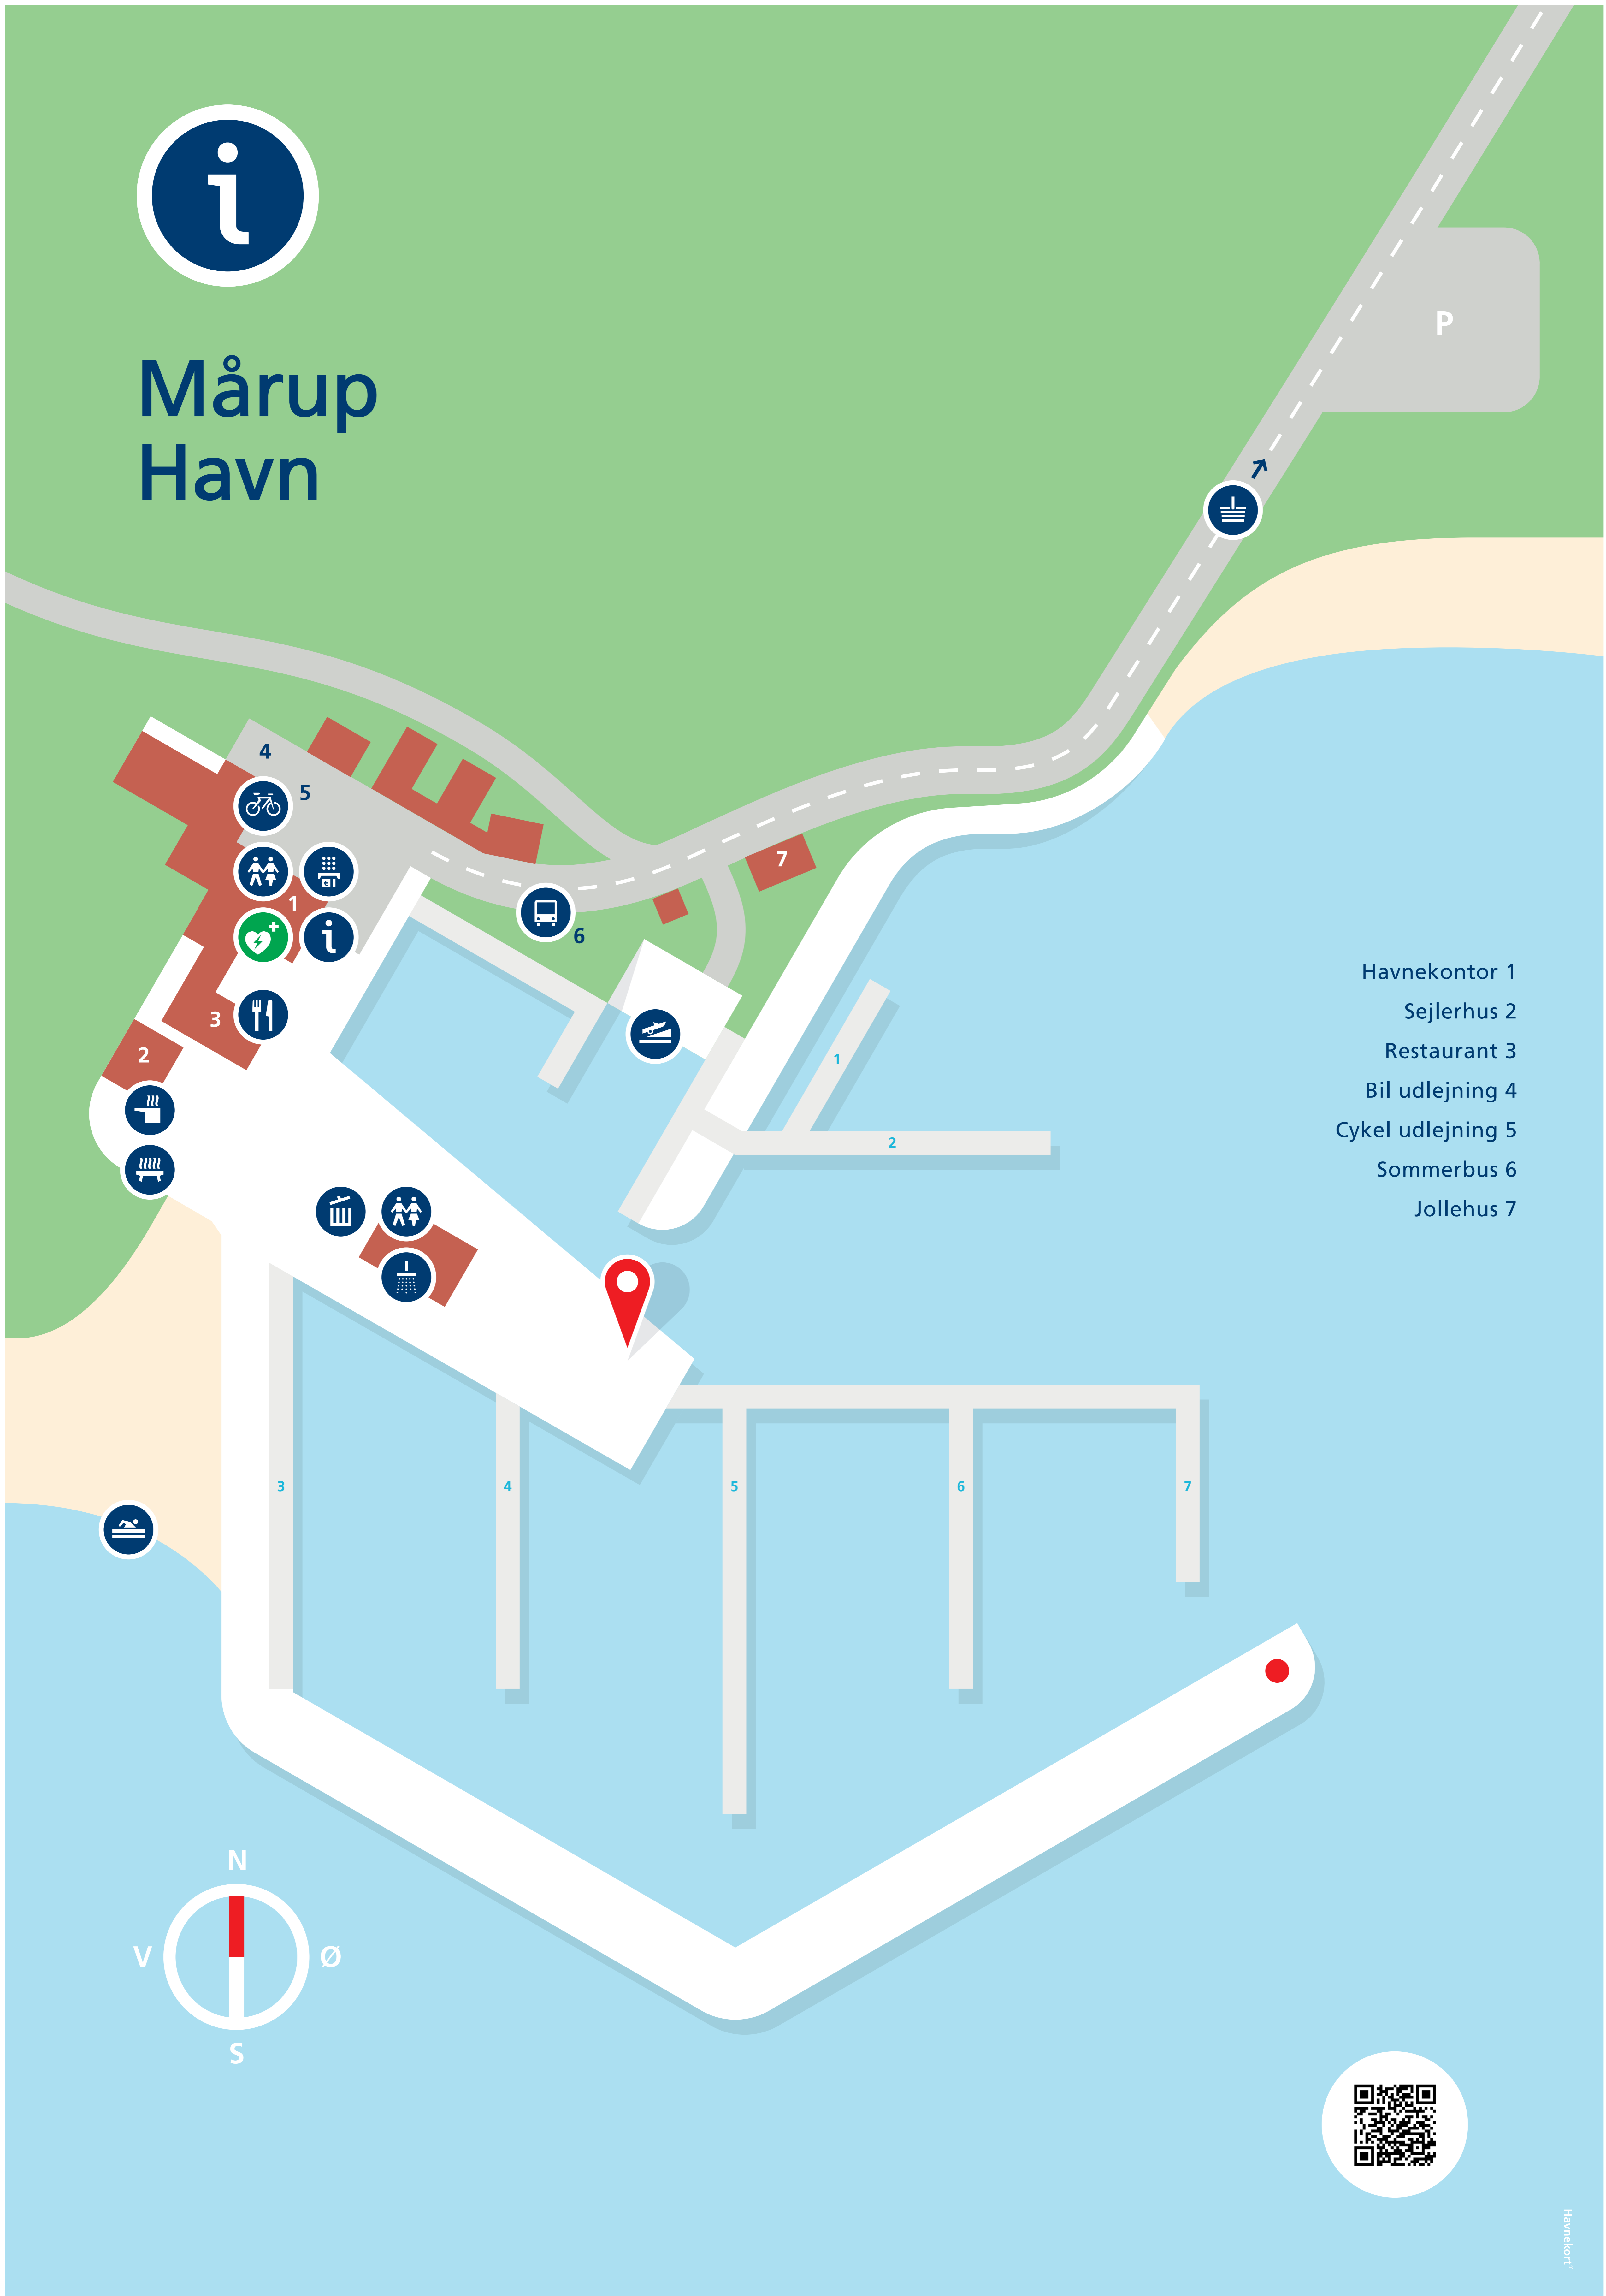 i
Mårup
Havn
P
4
5
7
1
6
3
2
i
Havnekontor 1
Sejlerhus 2
Restaurant 3
Bil udlejning 4
Cykel udlejning 5
Sommerbus 6
Jollehus 7
1
2
3
4
5
6
7
N
V
Ø
S
Havnekort